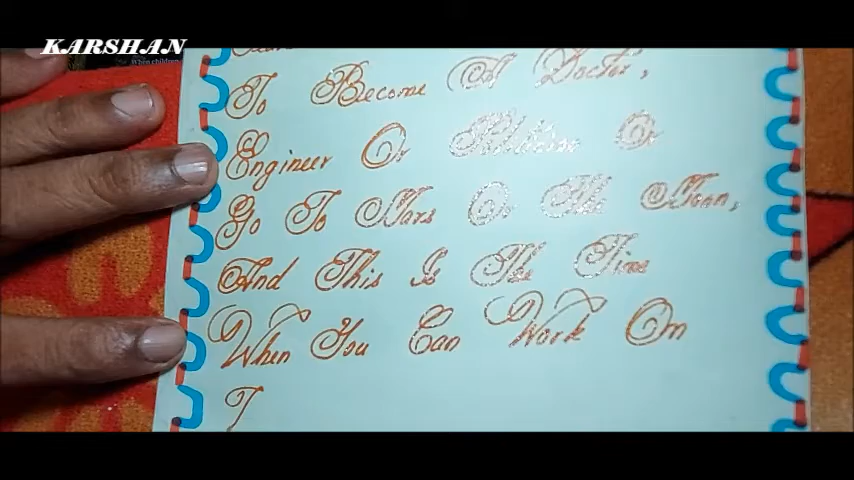 KARSHAN
To Become A Doctor,
Engineer Or Or
Go To Mars Or The Moon,
And This Is The Time
When You Can Work On
T